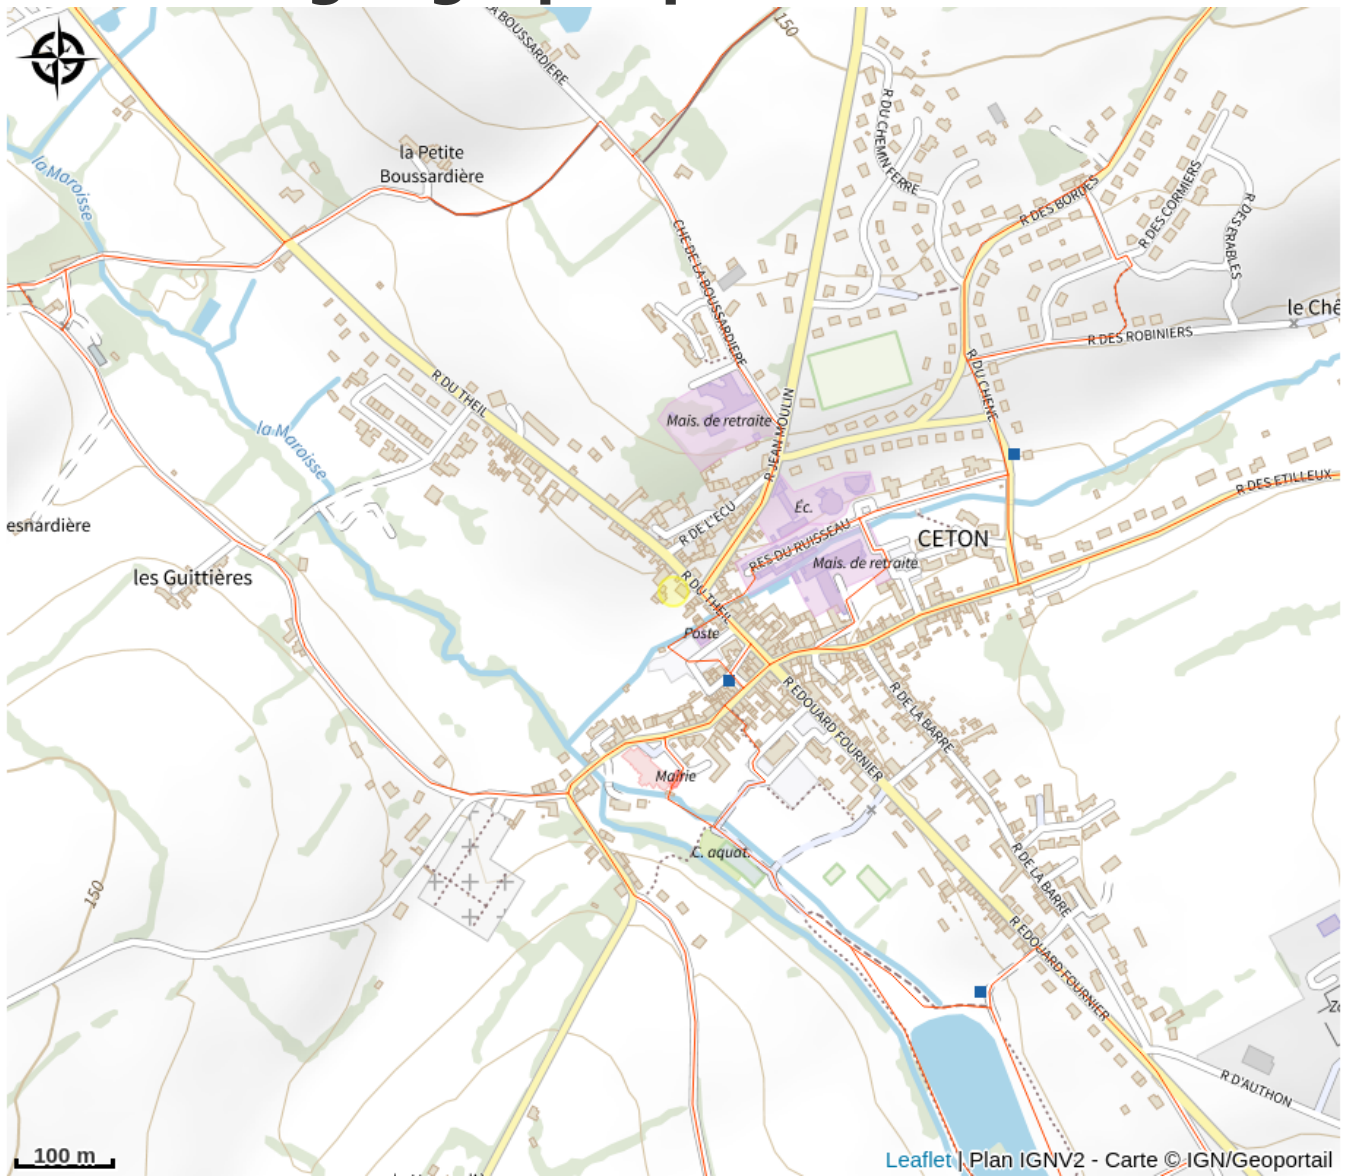 A BOUSSARDIERE
150
R DU CHEMIN FERRE
la Petite
Boussardière
la Maroisse
R DES BORDES
R DES CORMIERS
R DES ERABLES
CHE DE LA BOUSSARDIERE
le Chê
R DES ROBINIERS
R DU THEIL
R DU CHENE
Mais. de retraite
R JEAN MOULIN
la Maroisse
R DES ETILLEUX
Éc.
esnardière
R DE L'ECU
RES DU RUISSEAU
CETON
Mais. de retraite
les Guittières
R DU THEIL
Poste
R EDOUARD FOURNIER
R DE LA BARRE
Mairie
C. aquat.
R DE LA BARRE
150
R EDOUARD FOURNIER
R D'AUTHON
100 m
Leaflet | Plan IGNV2 - Carte © IGN/Geoportail